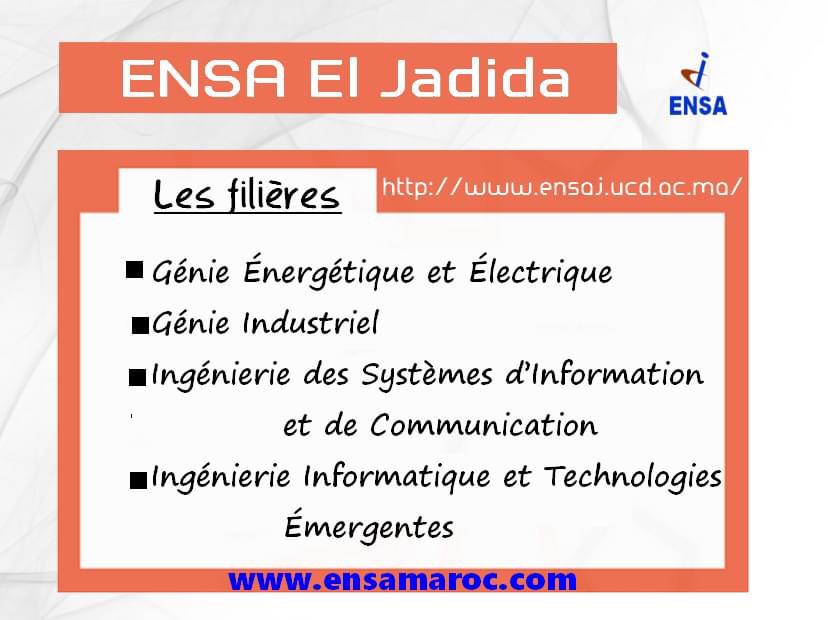 ENSA El Jadida
ENSA
Les filières
http://www.ensaj.ucd.ac.ma/
Génie Énergétique et Électrique
Génie Industriel
Ingénierie des Systèmes d'Information
et de Communication
Ingénierie Informatique et Technologies
Émergentes
www.ensamaroc.com